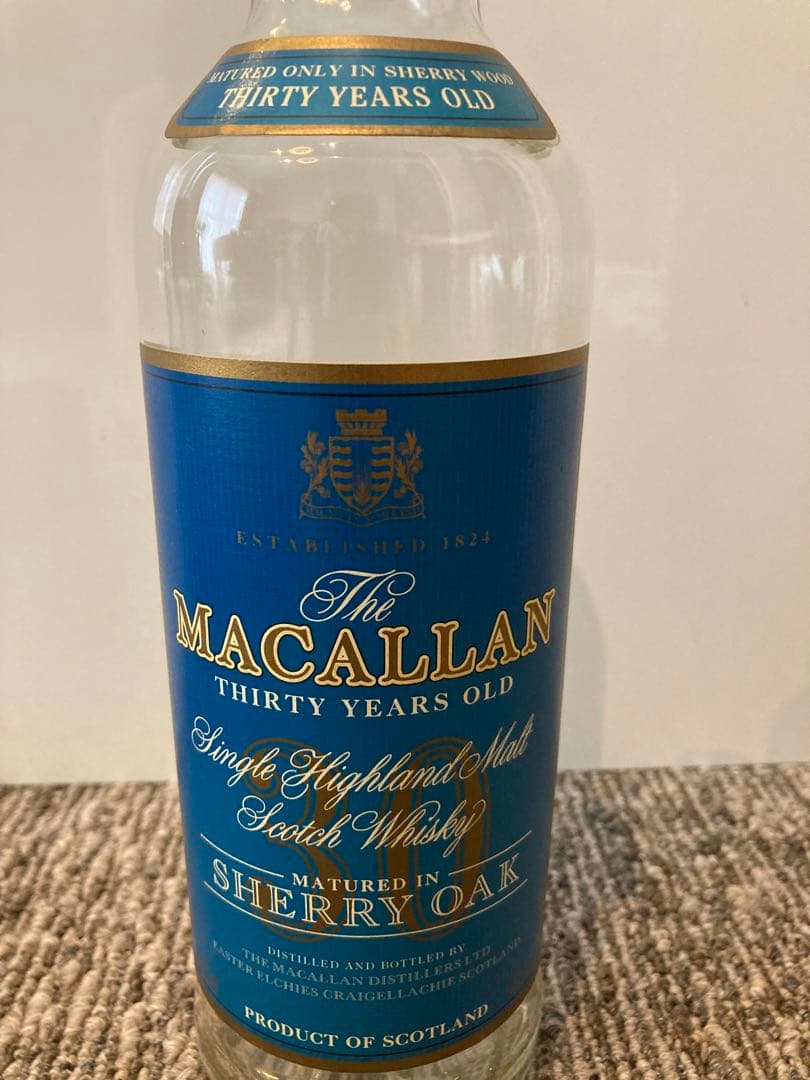 MATURED ONLY IN SHERRY WOOD
THIRTY YEARS OLD
ESTABLISHED 1824
The
MACALLAN
THIRTY YEARS OLD
30
Single Highland Malt
Scotch Whisky
MATURED IN
SHERRY OAK
DISTILLED AND BOTTLED BY
THE MACALLAN DISTILLERS LTD
EASTER ELCHIES CRAIGELLACHIE SCOTLAND
PRODUCT OF SCOTLAND